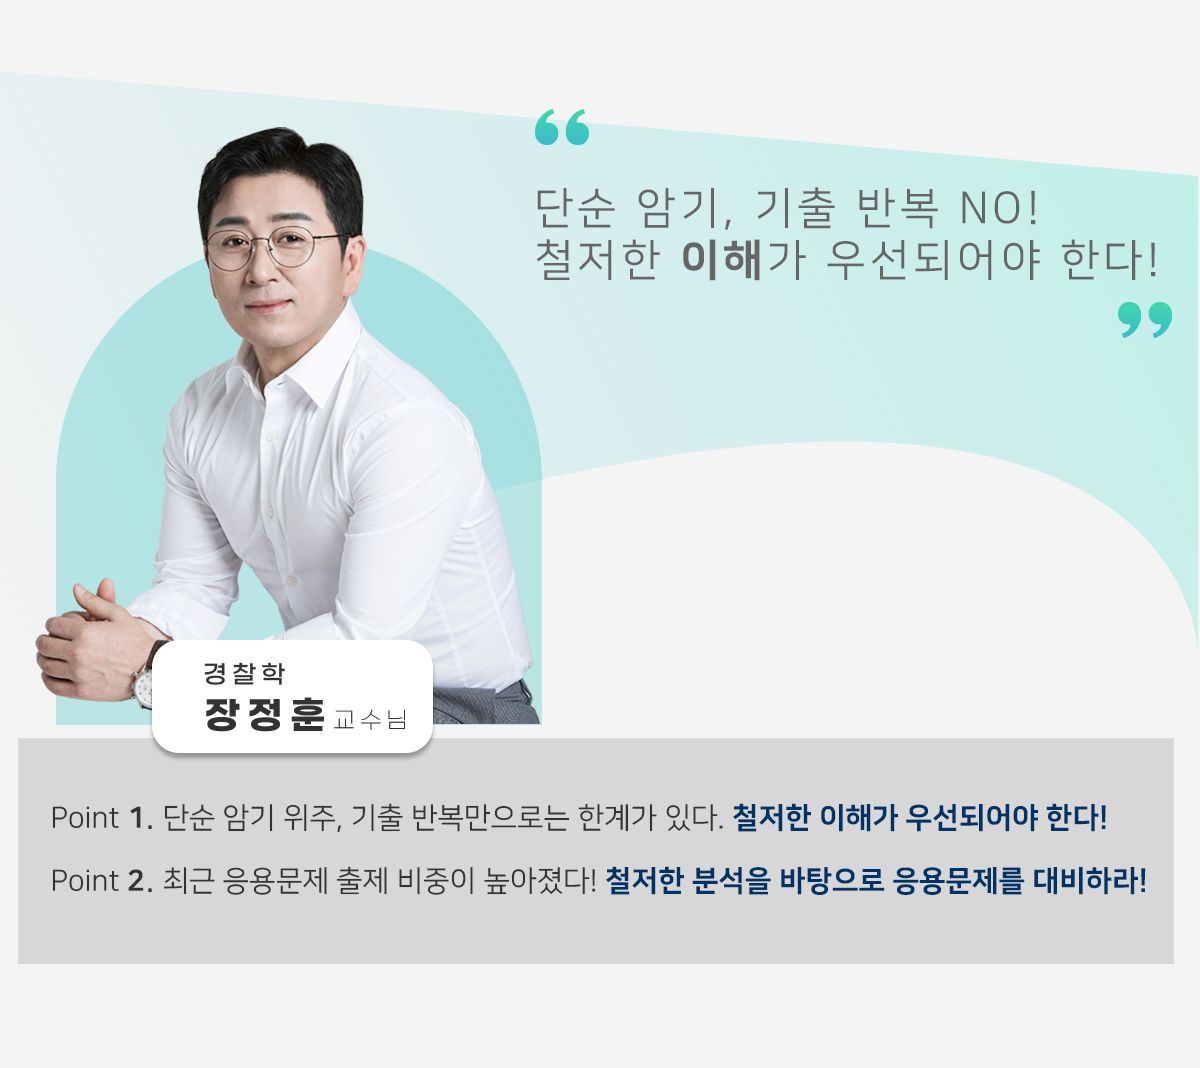 단순 암기, 기출 반복 NO!
철저한 이해가 우선되어야 한다!
경찰학
장정훈 교수님
Point 1. 단순 암기 위주, 기출 반복만으로는 한계가 있다. 철저한 이해가 우선되어야 한다!
Point 2. 최근 응용문제 출제 비중이 높아졌다! 철저한 분석을 바탕으로 응용문제를 대비하라!